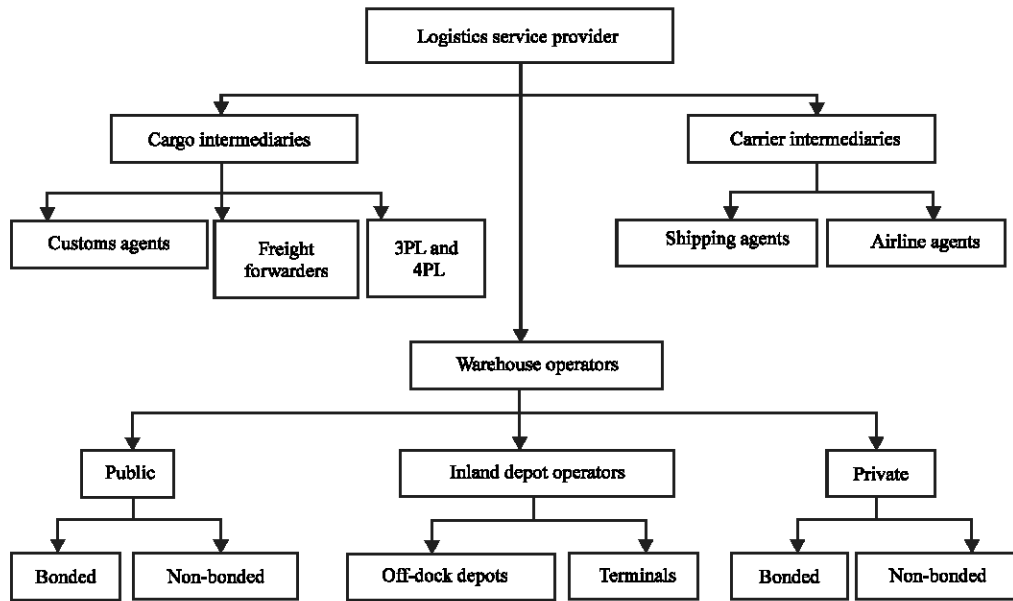 Logistics service provider
Cargo intermediaries
Carrier intermediaries
Customs agents
Freight
forwarders
3PL and
4PL
Shipping agents
Airline agents
Warehouse operators
Public
Inland depot operators
Private
Bonded
Non-bonded
Off-dock depots
Terminals
Bonded
Non-bonded